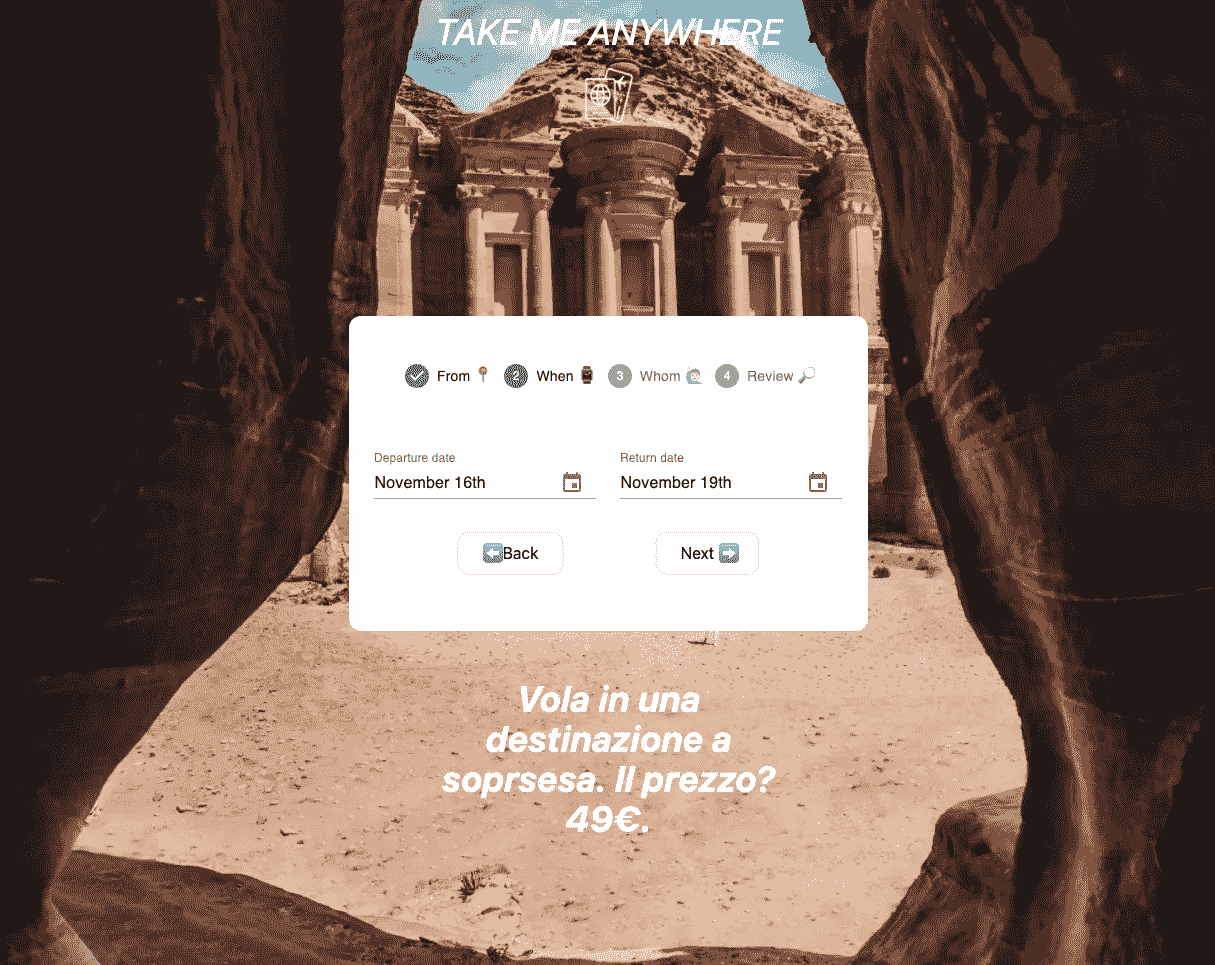 TAKE ME ANYWHERE
From 2 When 3 Whom 4 Review
Departure date Return date
November 16th November 19th
Back Next
Vola in una
destinazione a
soprsesa. Il prezzo?
49€.